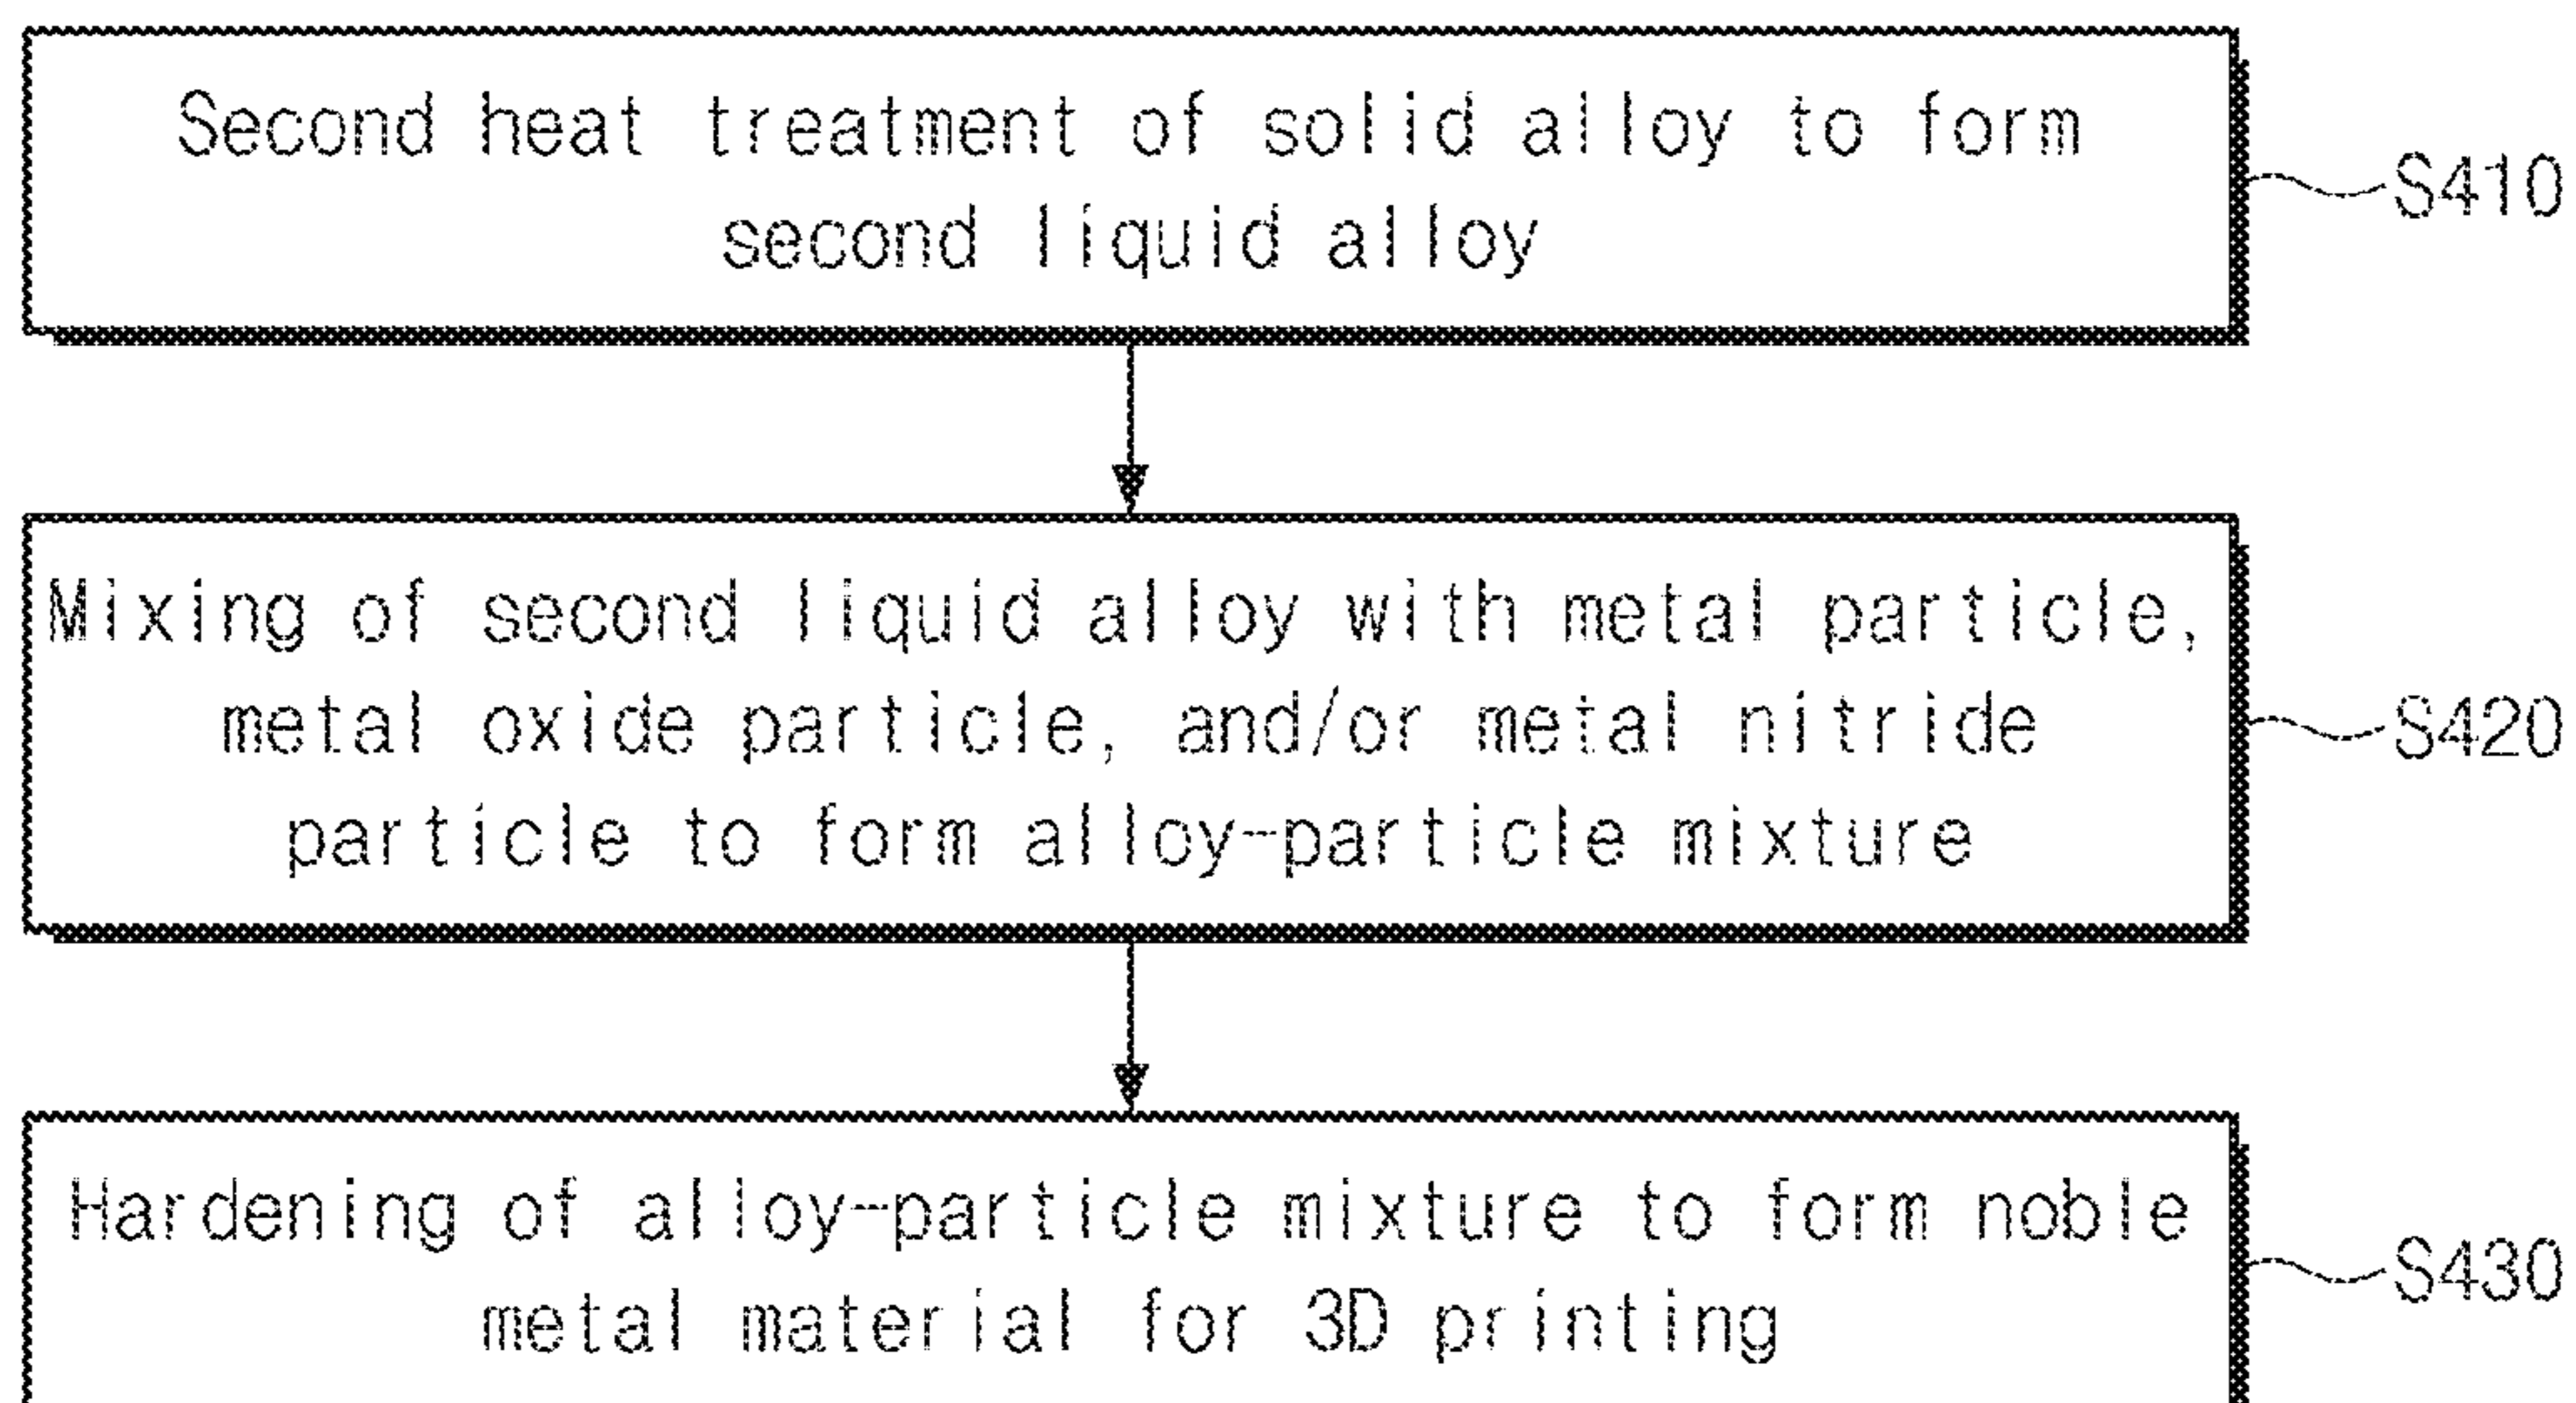 Second heat treatment of solid alloy to form
second liquid alloy
S410
Mixing of second liquid alloy with metal particle,
metal oxide particle, and/or metal nitride
particle to form alloy-particle mixture
S420
Hardening of alloy-particle mixture to form noble
metal material for 3D printing
S430